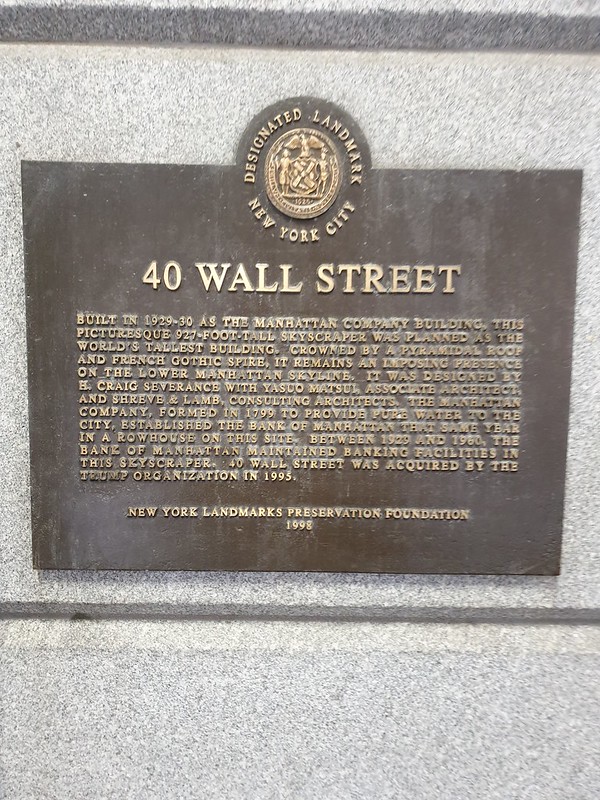 DESIGNATED LANDMARK
NEW YORK CITY
40 WALL STREET
BUILT IN 1929-30 AS THE MANHATTAN COMPANY BUILDING, THIS
PICTURESQUE 927-FOOT-TALL SKYSCRAPER WAS PLANNED AS THE
WORLD'S TALLEST BUILDING. CROWNED BY A PYRAMIDAL ROOF
AND FRENCH GOTHIC SPIRE, IT REMAINS AN IMPOSING PRESENCE
ON THE LOWER MANHATTAN SKYLINE. IT WAS DESIGNED BY
H. CRAIG SEVERANCE WITH YASUO MATSUI, ASSOCIATE ARCHITECT,
AND SHREVE & LAMB, CONSULTING ARCHITECTS. THE MANHATTAN
COMPANY, FORMED IN 1799 TO PROVIDE PURE WATER TO THE
CITY, ESTABLISHED THE BANK OF MANHATTAN THAT SAME YEAR
IN A ROWHOUSE ON THIS SITE. BETWEEN 1929 AND 1960, THE
BANK OF MANHATTAN MAINTAINED BANKING FACILITIES IN
THIS SKYSCRAPER. 40 WALL STREET WAS ACQUIRED BY THE
TRUMP ORGANIZATION IN 1995.
NEW YORK LANDMARKS PRESERVATION FOUNDATION
1998